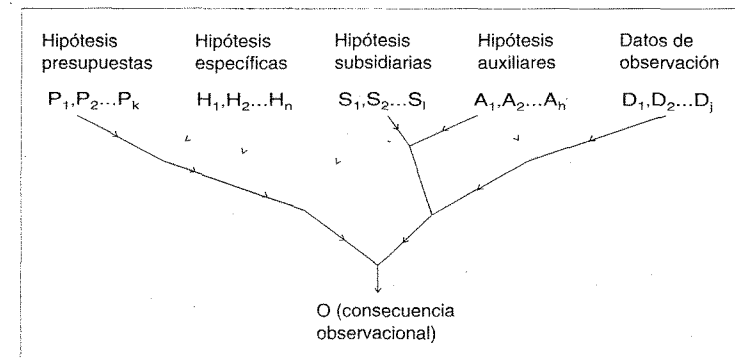 Hipótesis presupuestas
Hipótesis específicas
Hipótesis subsidiarias
Hipótesis auxiliares
Datos de observación
P₁,P₂...Pₖ
H₁,H₂...Hₙ
S₁,S₂...Sₗ
A₁,A₂...Aₕ
D₁,D₂...Dⱼ
O (consecuencia
observacional)